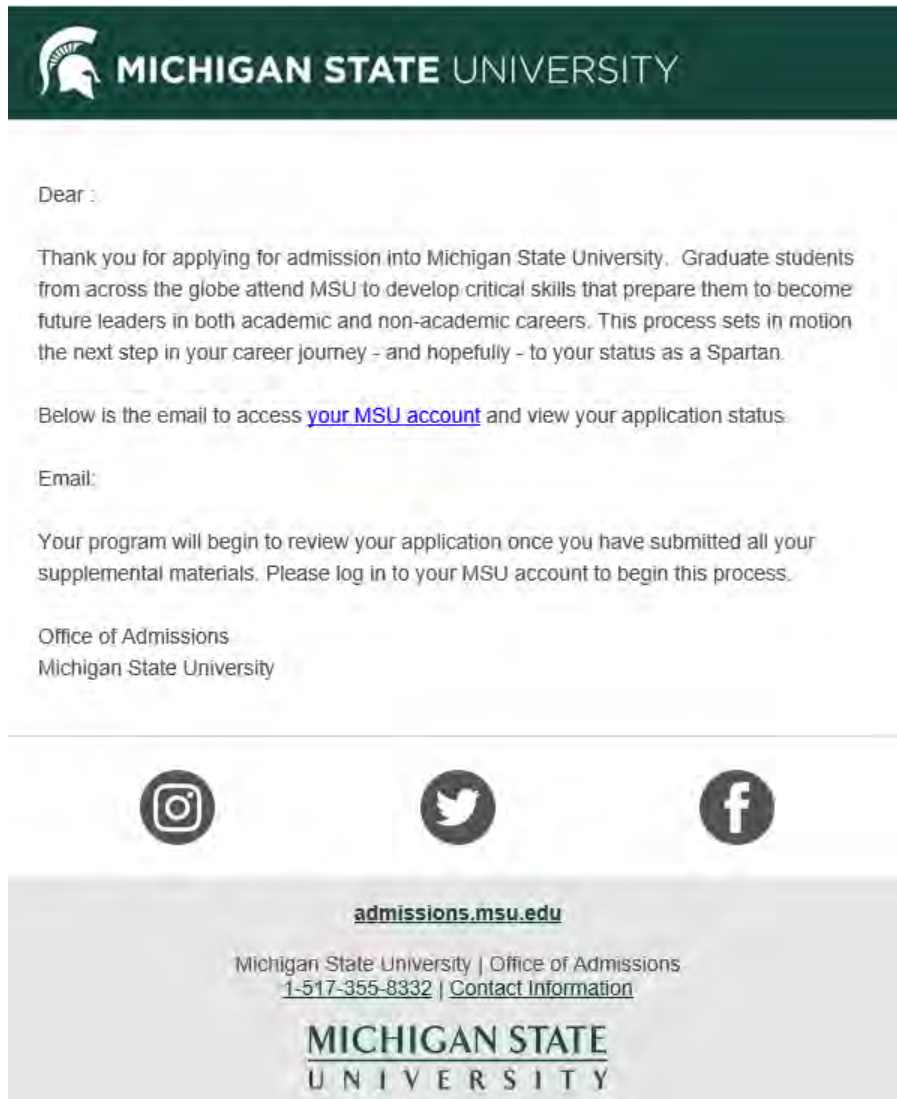 MICHIGAN STATE UNIVERSITY
Dear :
Thank you for applying for admission into Michigan State University. Graduate students
from across the globe attend MSU to develop critical skills that prepare them to become
future leaders in both academic and non-academic careers. This process sets in motion
the next step in your career journey - and hopefully - to your status as a Spartan.
Below is the email to access your MSU account and view your application status.
Email:
Your program will begin to review your application once you have submitted all your
supplemental materials. Please log in to your MSU account to begin this process.
Office of Admissions
Michigan State University
admissions.msu.edu
Michigan State University | Office of Admissions
1-517-355-8332 | Contact Information
MICHIGAN STATE
UNIVERSITY